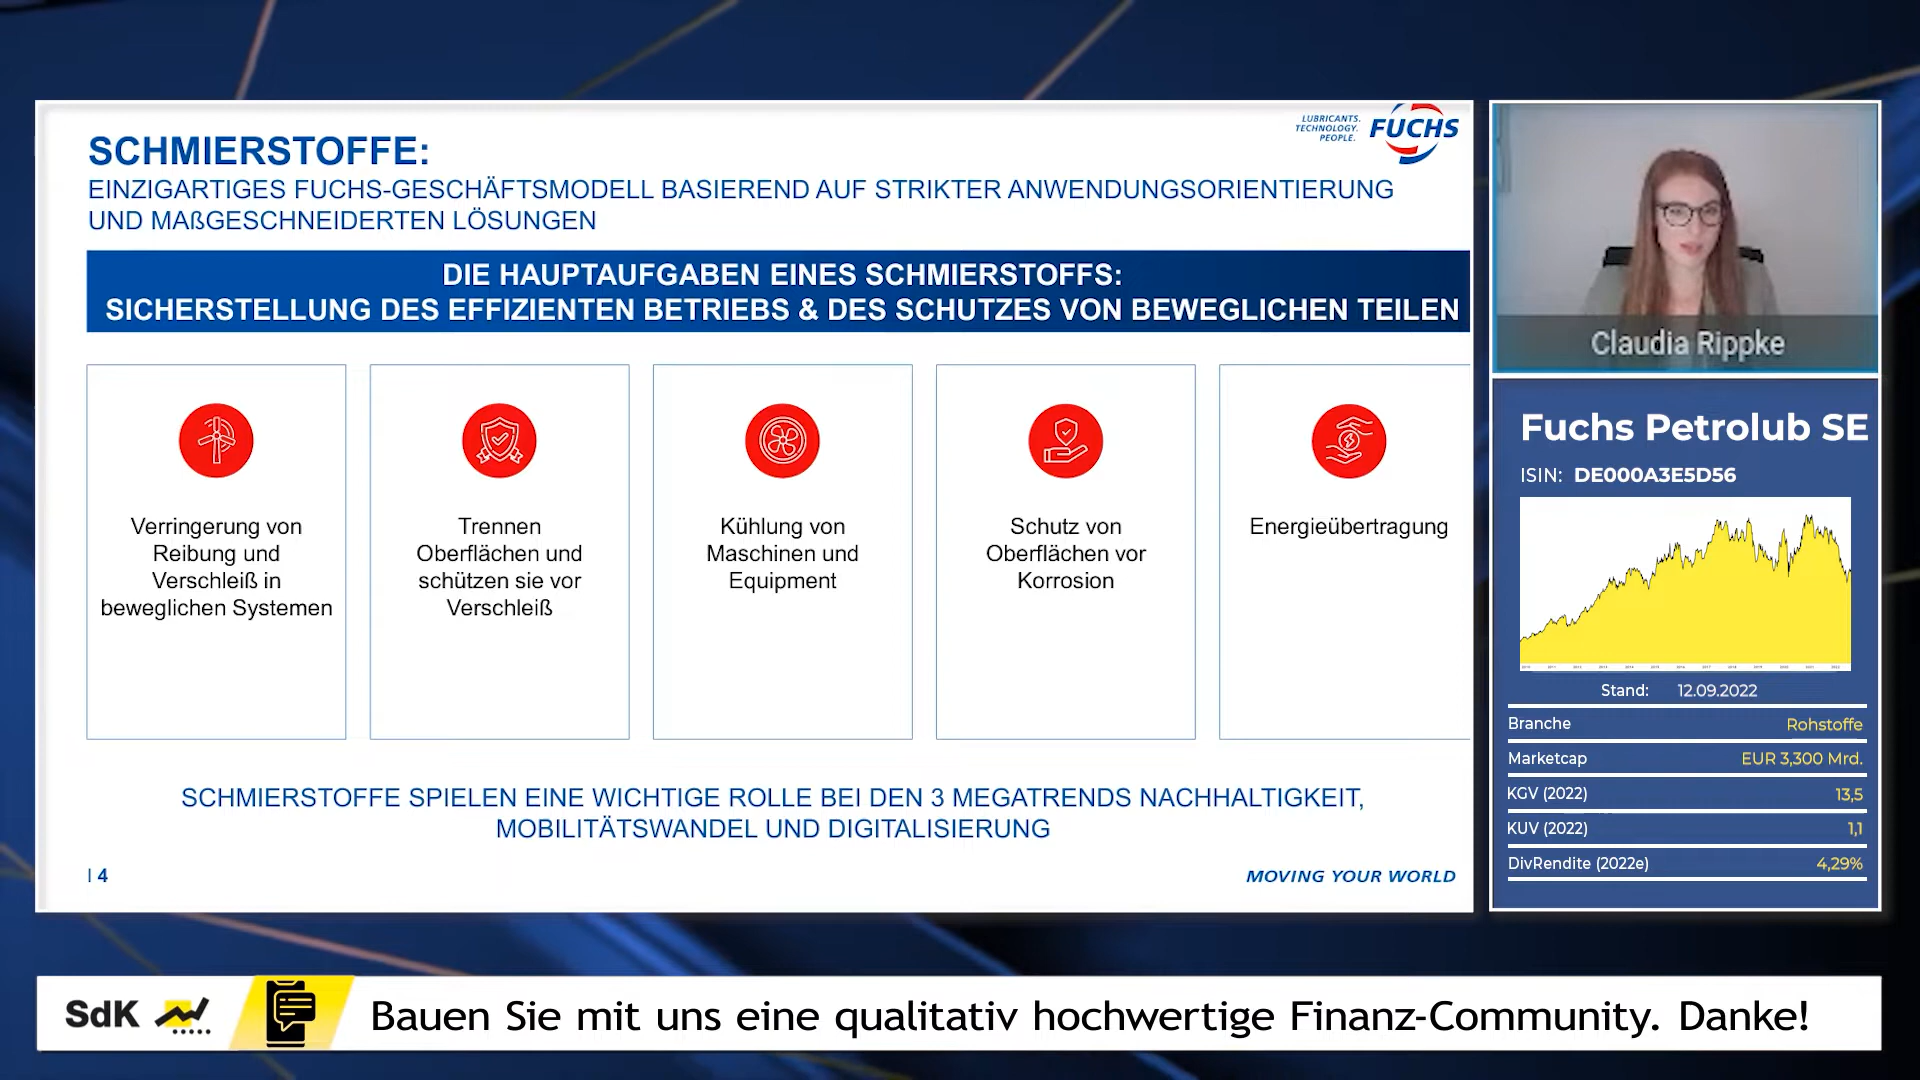 LUBRICANTS.
TECHNOLOGY.
PEOPLE.
FUCHS
SCHMIERSTOFFE:
EINZIGARTIGES FUCHS-GESCHÄFTSMODELL BASIEREND AUF STRIKTER ANWENDUNGSORIENTIERUNG
UND MAßGESCHNEIDERTEN LÖSUNGEN
DIE HAUPTAUFGABEN EINES SCHMIERSTOFFS:
SICHERSTELLUNG DES EFFIZIENTEN BETRIEBS & DES SCHUTZES VON BEWEGLICHEN TEILEN
Verringerung von
Reibung und
Verschleiß in
beweglichen Systemen
Trennen
Oberflächen und
schützen sie vor
Verschleiß
Kühlung von
Maschinen und
Equipment
Schutz von
Oberflächen vor
Korrosion
Energieübertragung
SCHMIERSTOFFE SPIELEN EINE WICHTIGE ROLLE BEI DEN 3 MEGATRENDS NACHHALTIGKEIT,
MOBILITÄTSWANDEL UND DIGITALISIERUNG
| 4
MOVING YOUR WORLD
Claudia Rippke
Fuchs Petrolub SE
ISIN: DE000A3E5D56
Stand: 12.09.2022
Branche Rohstoffe
Marketcap EUR 3,300 Mrd.
KGV (2022) 13,5
KUV (2022) 1,1
DivRendite (2022e) 4,29%
SdK
Bauen Sie mit uns eine qualitativ hochwertige Finanz-Community. Danke!